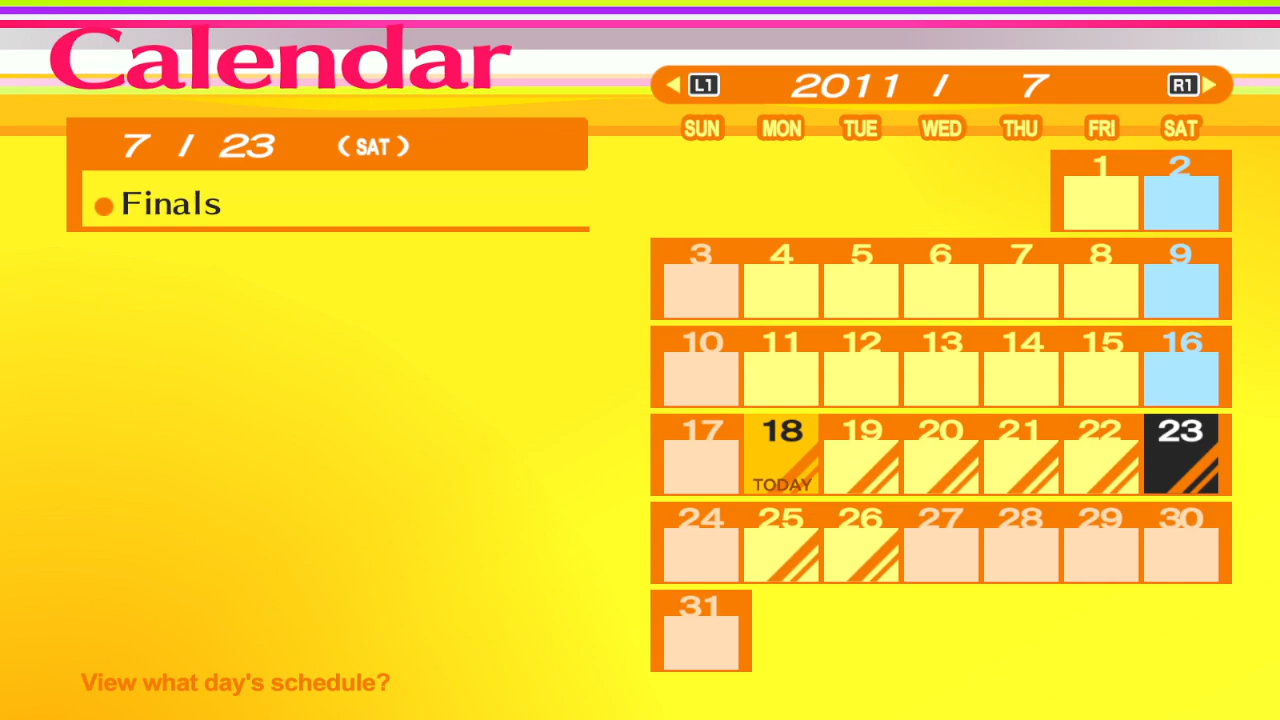 Calendar
L1 2011 / 7 R1
7 / 23 (SAT)
Finals
SUN MON TUE WED THU FRI SAT
1 2
3 4 5 6 7 8 9
10 11 12 13 14 15 16
17 18 19 20 21 22 23
TODAY
24 25 26 27 28 29 30
31
View what day's schedule?